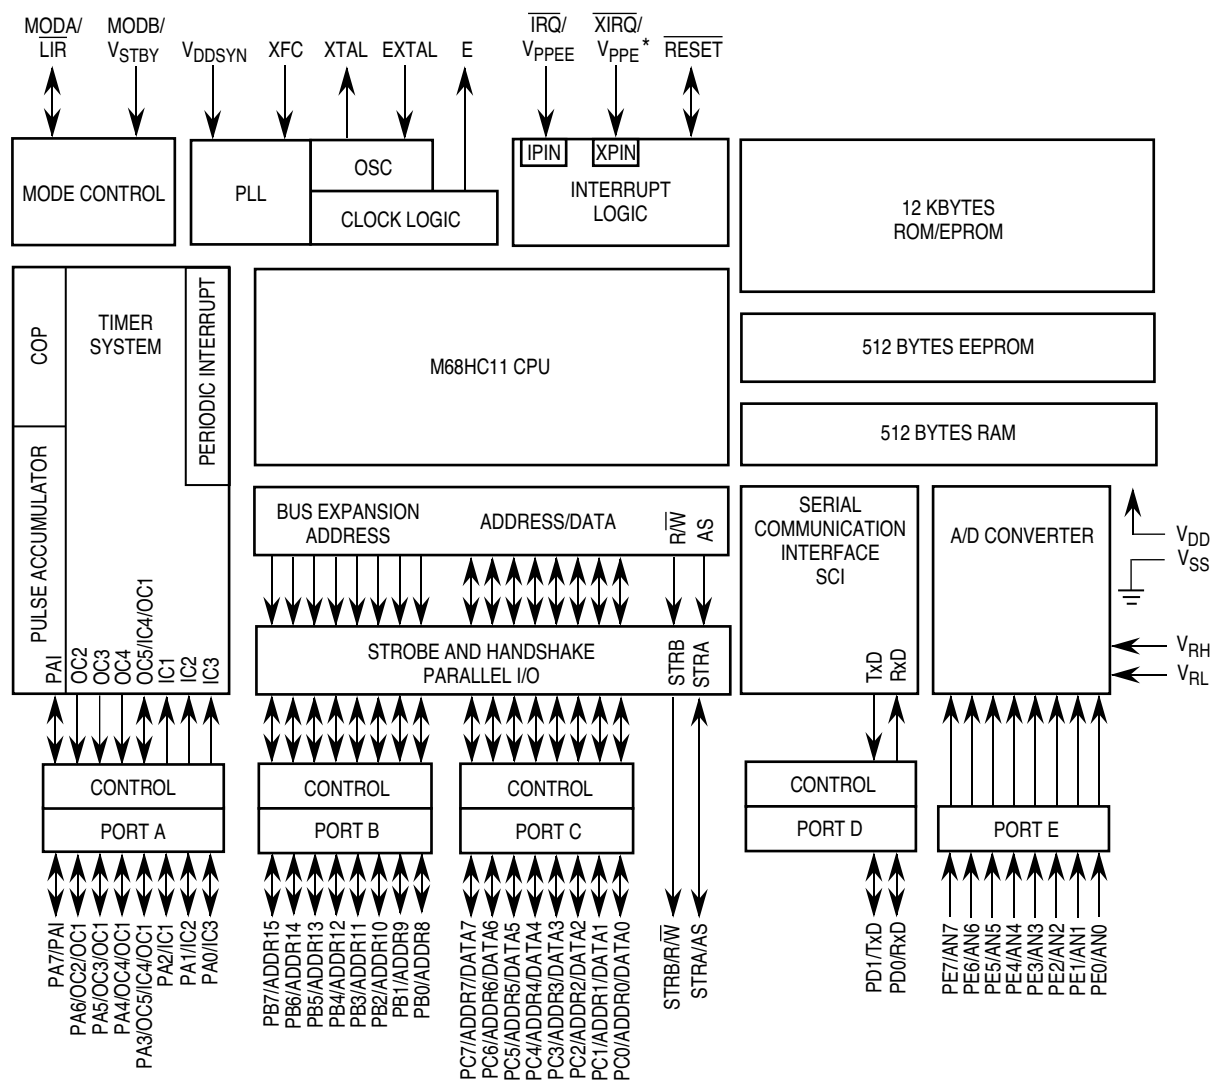 MODA/
LIR
MODB/
VSTBY
VDDSYN
XFC
XTAL
EXTAL
E
IRQ/
VPPEE
XIRQ/
VPPE*
RESET
MODE CONTROL
PLL
OSC
CLOCK LOGIC
IPIN
XPIN
INTERRUPT
LOGIC
12 KBYTES
ROM/EPROM
COP
TIMER
SYSTEM
PERIODIC INTERRUPT
PULSE ACCUMULATOR
M68HC11 CPU
512 BYTES EEPROM
512 BYTES RAM
PAI
OC2
OC3
OC4
OC5/IC4/OC1
IC1
IC2
IC3
BUS EXPANSION
ADDRESS
ADDRESS/DATA
R/W
AS
STROBE AND HANDSHAKE
PARALLEL I/O
STRB
STRA
SERIAL
COMMUNICATION
INTERFACE
SCI
TxD
RxD
A/D CONVERTER
VDD
VSS
VRH
VRL
CONTROL
PORT A
CONTROL
PORT B
CONTROL
PORT C
CONTROL
PORT D
PORT E
PA7/PAI
PA6/OC2/OC1
PA5/OC3/OC1
PA4/OC4/OC1
PA3/OC5/IC4/OC1
PA2/IC1
PA1/IC2
PA0/IC3
PB7/ADDR15
PB6/ADDR14
PB5/ADDR13
PB4/ADDR12
PB3/ADDR11
PB2/ADDR10
PB1/ADDR9
PB0/ADDR8
PC7/ADDR7/DATA7
PC6/ADDR6/DATA6
PC5/ADDR5/DATA5
PC4/ADDR4/DATA4
PC3/ADDR3/DATA3
PC2/ADDR2/DATA2
PC1/ADDR1/DATA1
PC0/ADDR0/DATA0
STRB/R/W
STRA/AS
PD1/TxD
PD0/RxD
PE7/AN7
PE6/AN6
PE5/AN5
PE4/AN4
PE3/AN3
PE2/AN2
PE1/AN1
PE0/AN0